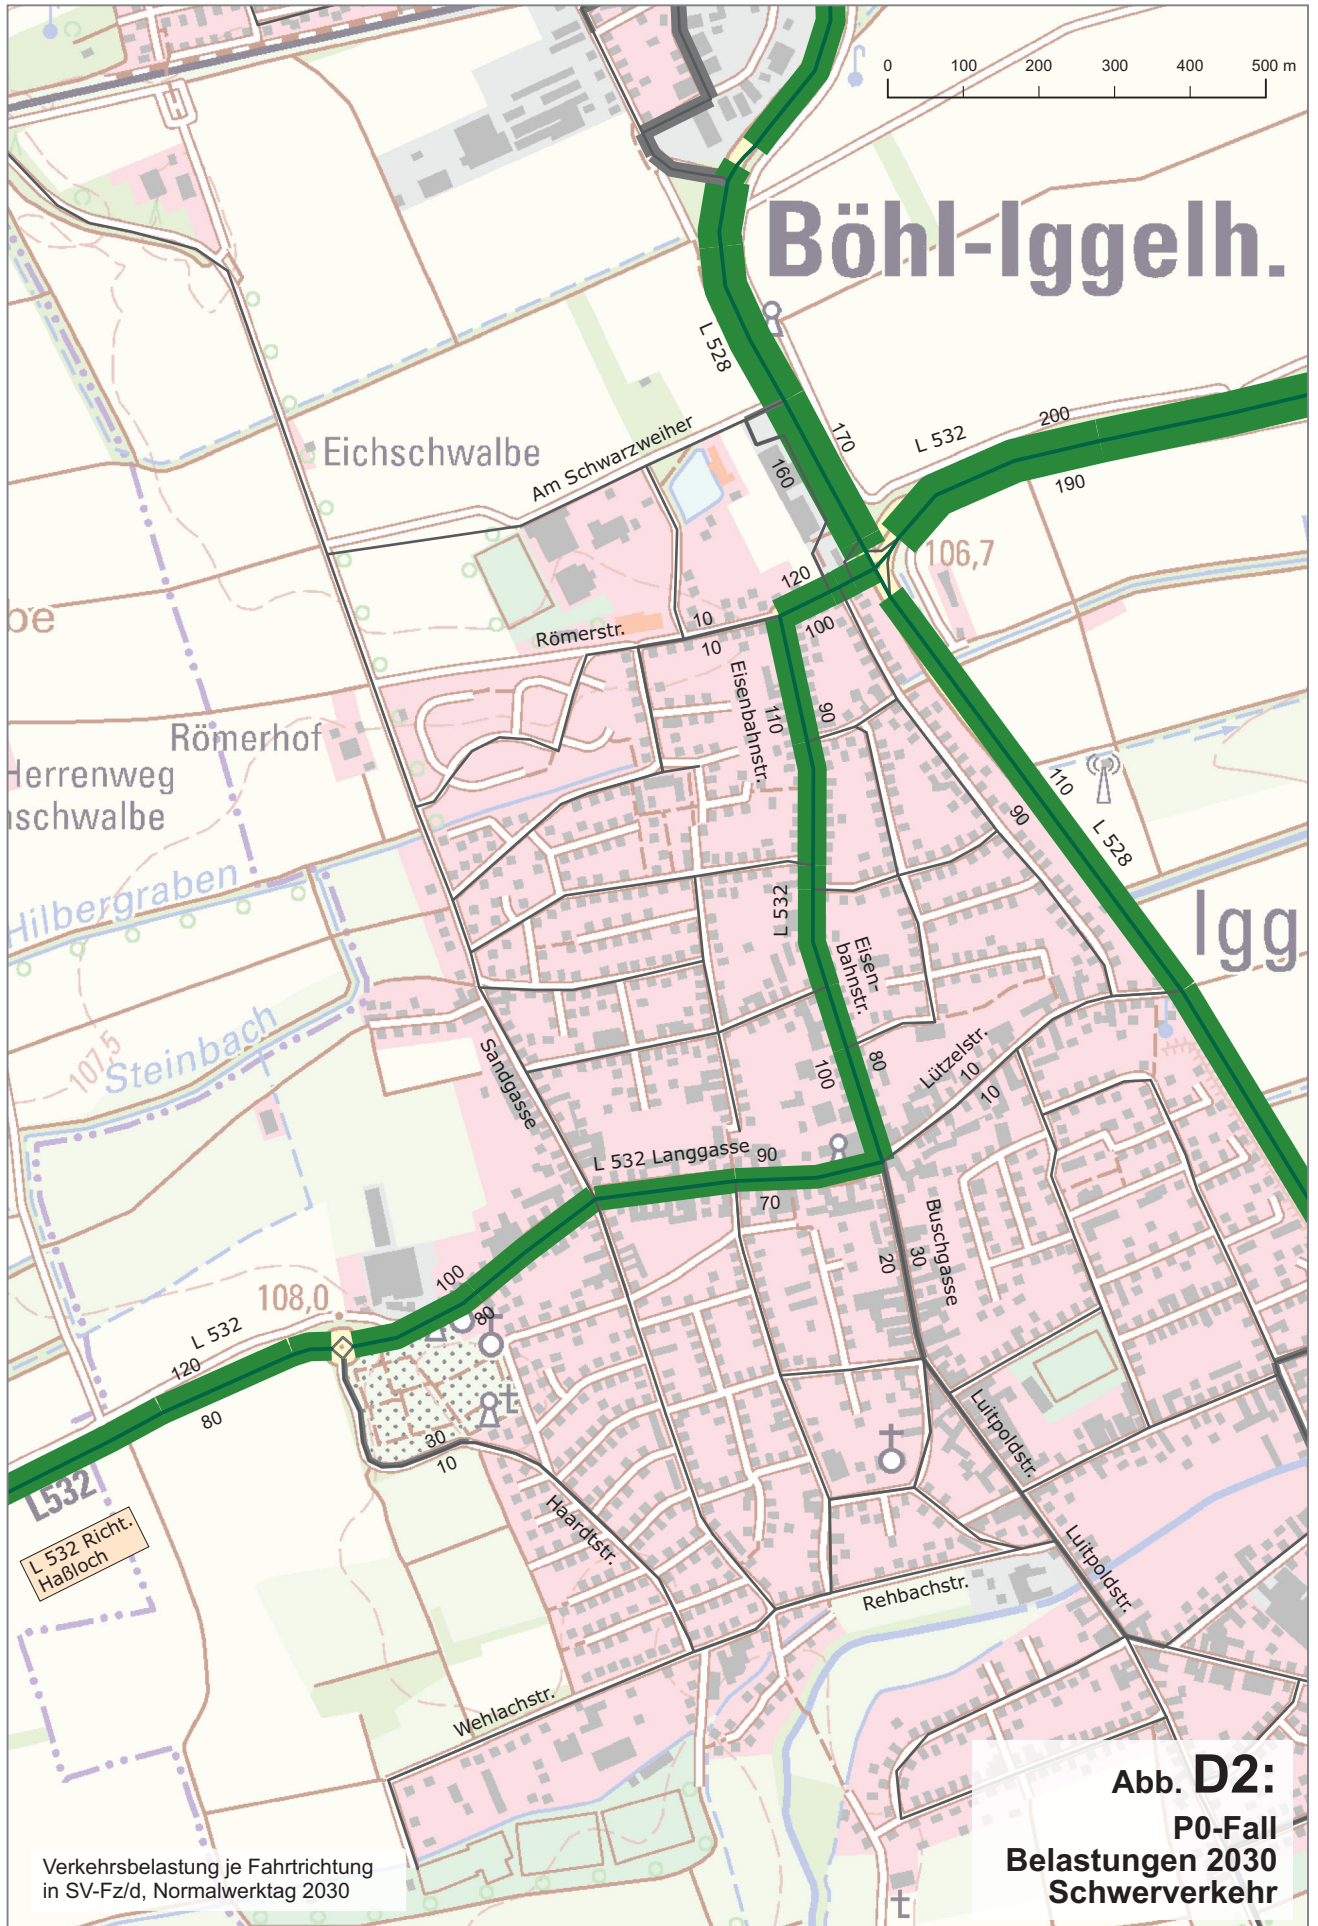 0 100 200 300 400 500 m
Böhl-Iggelh.
L 528
170
160
L 532
200
190
Eichschwalbe
Am Schwarzweiher
106,7
120
100
be
Römerstr.
10
10
Eisenbahnstr.
110
90
Römerhof
Herrenweg
schwalbe
110
L 528
90
Hilbergraben
L 532
Eisen-
bahnstr.
Igg
Steinbach
107,5
Sandgasse
100
80
Lützelstr.
10
10
L 532 Langgasse
90
70
Buschgasse
20
30
108,0
100
80
L 532
120
80
30
10
t
Luitpoldstr.
L532
L 532 Richt.
Haßloch
Haardtstr.
Luitpoldstr.
Rehbachstr.
Wehlachstr.
t
Abb. D2:
P0-Fall
Belastungen 2030
Schwerverkehr
Verkehrsbelastung je Fahrtrichtung
in SV-Fz/d, Normalwerktag 2030